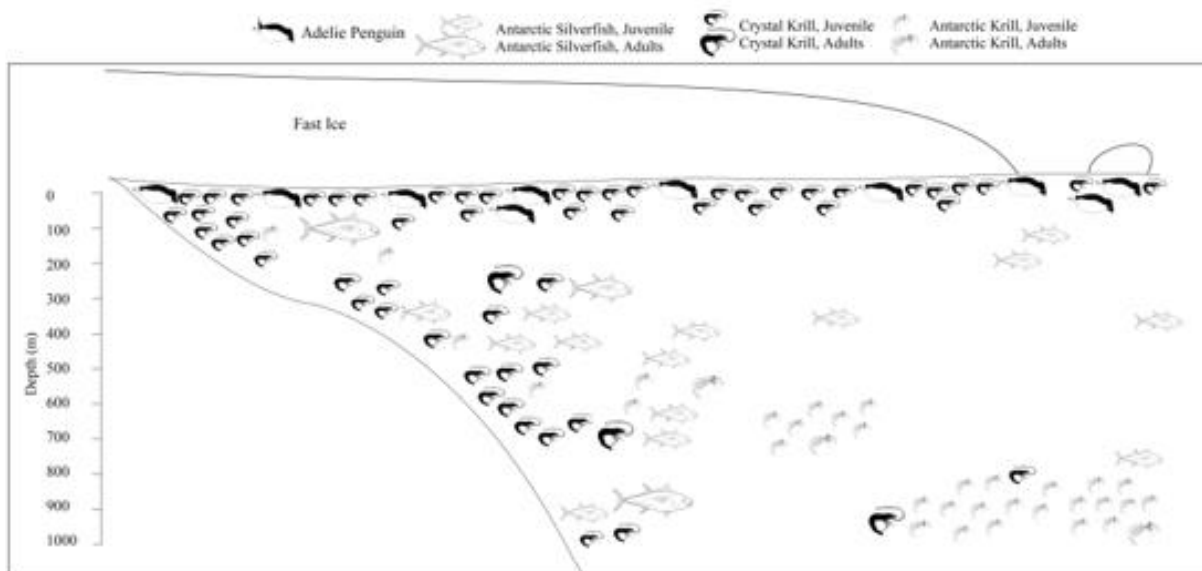 Adelie Penguin
Antarctic Silverfish, Juvenile
Antarctic Silverfish, Adults
Crystal Krill, Juvenile
Crystal Krill, Adults
Antarctic Krill, Juvenile
Antarctic Krill, Adults
Fast Ice
Depth (m)
0
100
200
300
400
500
600
700
800
900
1000